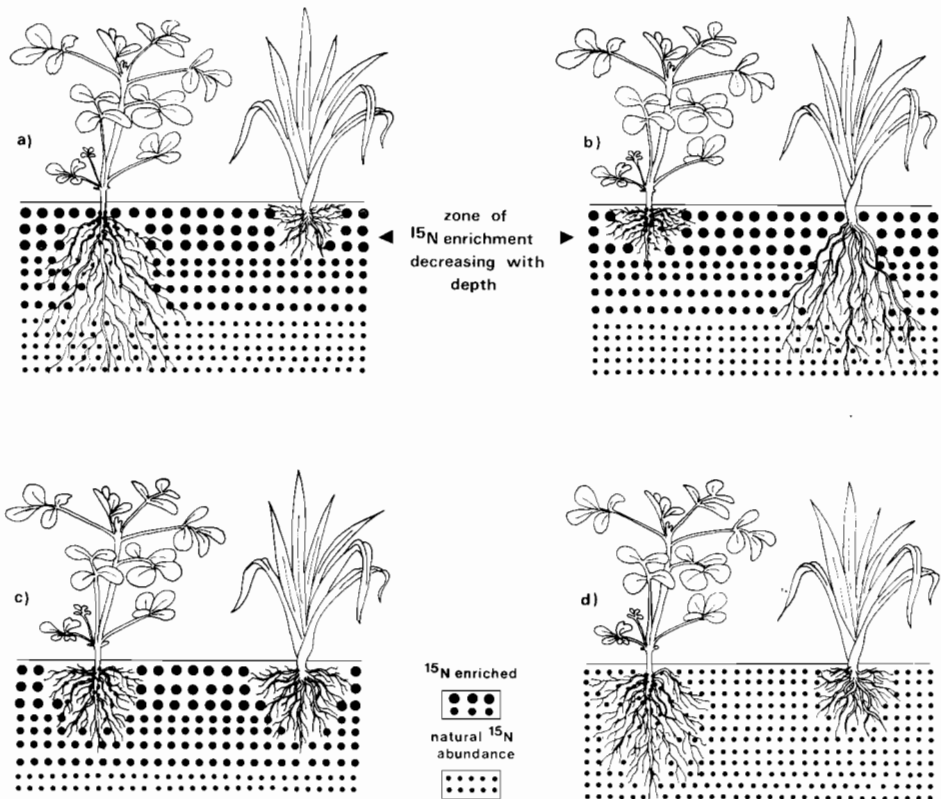 a)
b)
zone of
¹⁵N enrichment
decreasing with
depth
c)
d)
¹⁵N enriched
natural ¹⁵N
abundance